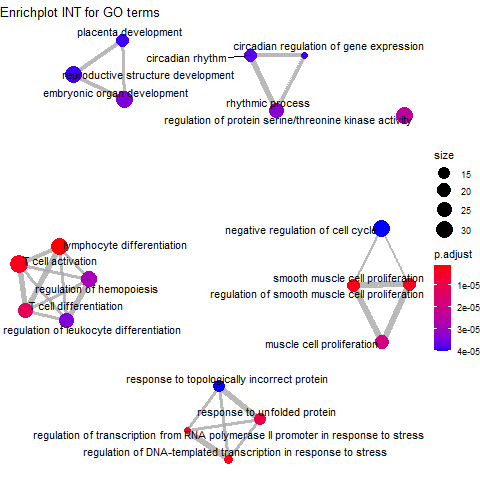 Enrichplot INT for GO terms
placenta development
circadian regulation of gene expression
circadian rhythm
reproductive structure development
embryonic organ development
rhythmic process
regulation of protein serine/threonine kinase activity
size
15
20
25
30
p.adjust
1e-05
2e-05
3e-05
4e-05
negative regulation of cell cycle
lymphocyte differentiation
T cell activation
smooth muscle cell proliferation
regulation of hemopoiesis
regulation of smooth muscle cell proliferation
T cell differentiation
regulation of leukocyte differentiation
muscle cell proliferation
response to topologically incorrect protein
response to unfolded protein
regulation of transcription from RNA polymerase II promoter in response to stress
regulation of DNA-templated transcription in response to stress